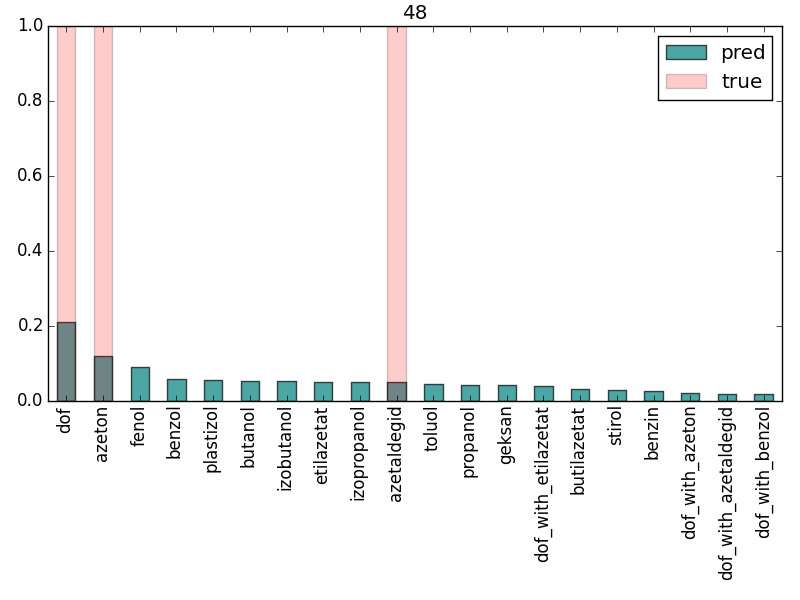 48
pred
true
1.0
0.8
0.6
0.4
0.2
0.0
dof
azeton
fenol
benzol
plastizol
butanol
izobutanol
etilazetat
izopropanol
azetaldegid
toluol
propanol
geksan
dof_with_etilazetat
butilazetat
stirol
benzin
dof_with_azeton
dof_with_azetaldegid
dof_with_benzol